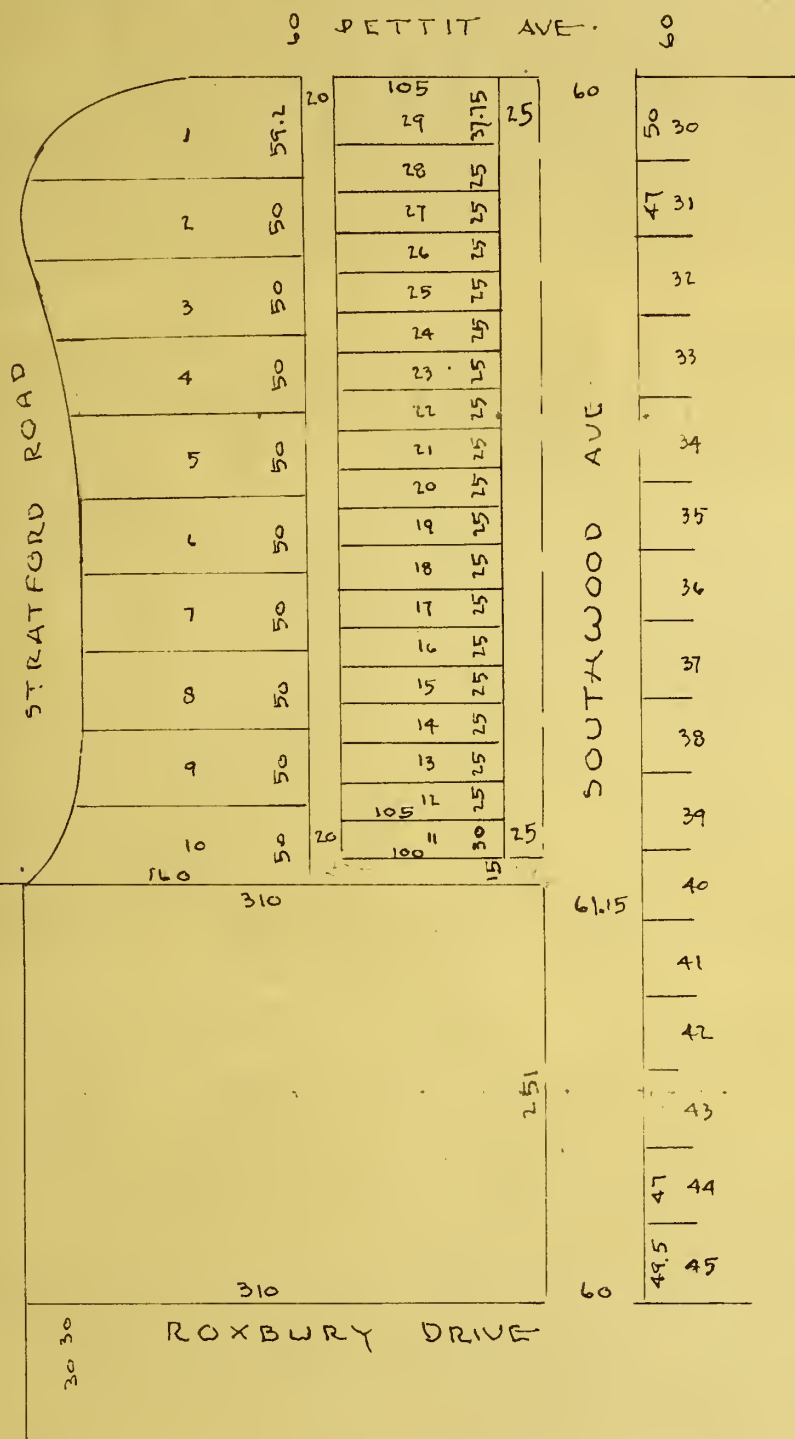 60 PETTIT AVE. 60
20 105 60
1 59.2 29 37.75 25 50 30
28 25
2 50 27 25 47 31
26 25
3 50 25 25 32
24 25
4 50 23 25 33
22 25
5 50 21 25 34
20 25
6 50 19 25 35
18 25
7 50 17 25 36
16 25
8 50 15 25 37
14 25
9 50 13 25 38
105 12 25
10 50 20 11 30 25 39
100
160 15
310 61.15 40
41
42
251
43
47 44
49.5 45
310 60
STRATFORD ROAD
SOUTHWOOD AVE.
ROXBURY DRIVE
30 30